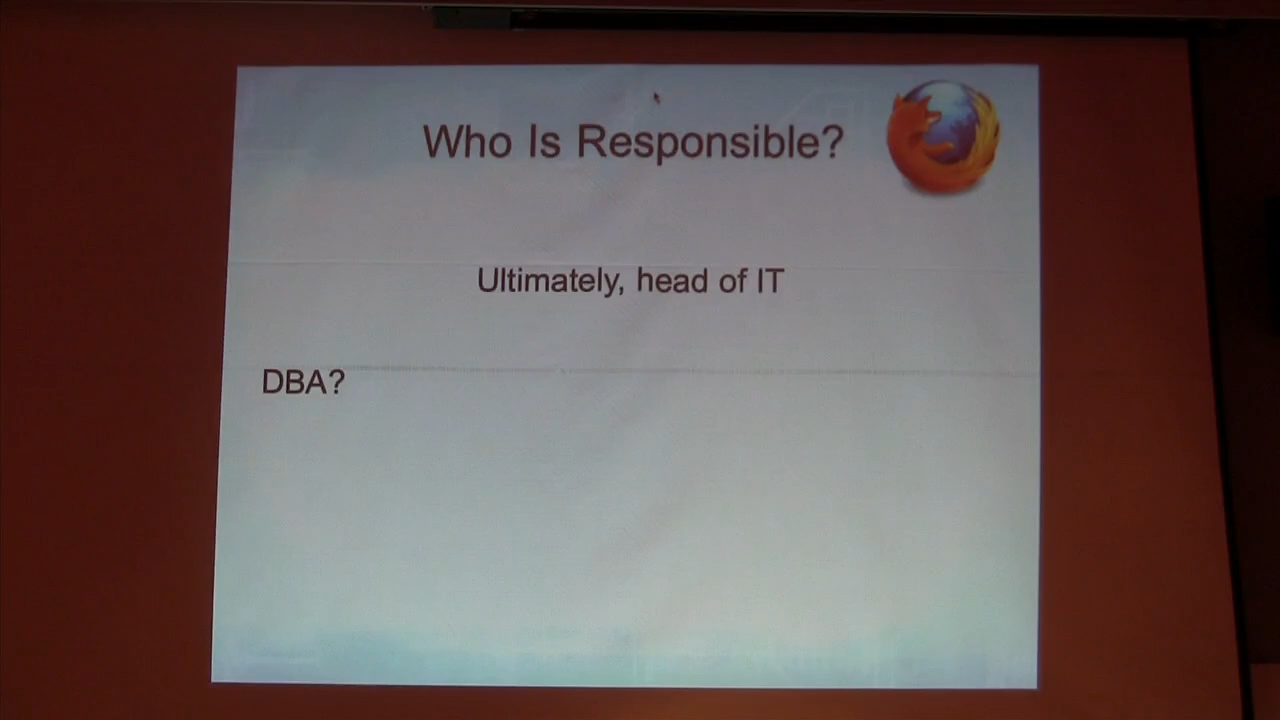 Who Is Responsible?
Ultimately, head of IT
DBA?